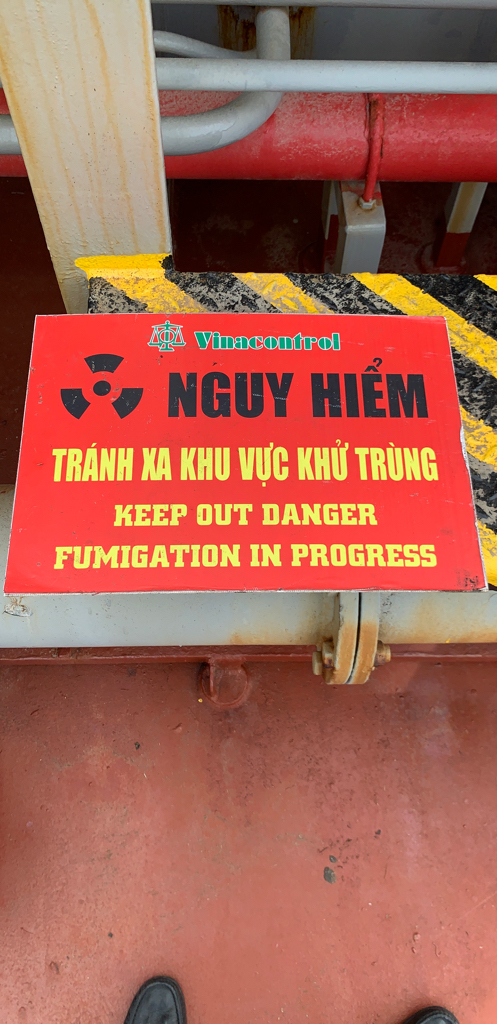 Vinacontrol
NGUY HIỂM
TRÁNH XA KHU VỰC KHỬ TRÙNG
KEEP OUT DANGER
FUMIGATION IN PROGRESS